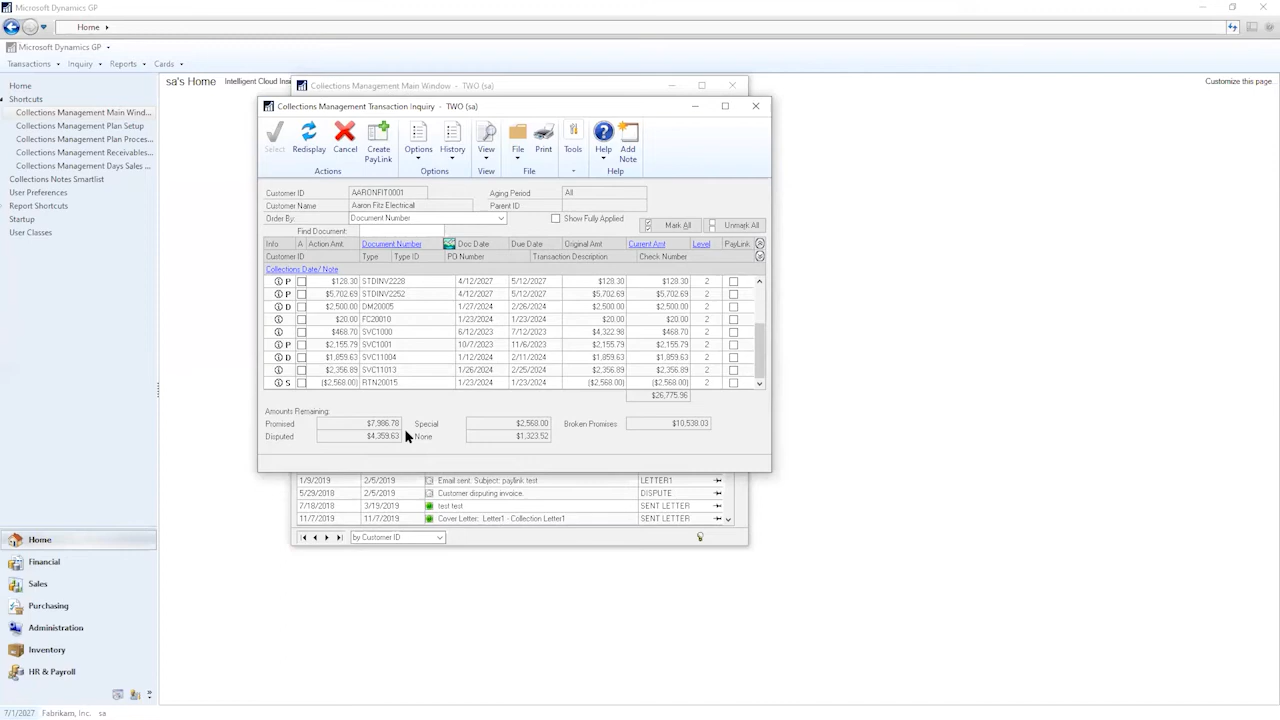 Microsoft Dynamics GP
Home
Microsoft Dynamics GP
Transactions Inquiry Reports Cards
Home
Shortcuts
Collections Management Main Wind...
Collections Management Plan Setup
Collections Management Plan Proces...
Collections Management Receivables...
Collections Management Days Sales ...
Collections Notes Smartlist
User Preferences
Report Shortcuts
Startup
User Classes
sa's Home Intelligent Cloud Insi
Customize this page.
Collections Management Main Window - TWO (sa)
Collections Management Transaction Inquiry - TWO (sa)
Select Redisplay Cancel Create PayLink Options History View File Print Tools Help Add Note
Actions Options View File Help
Customer ID AARONFIT0001 Aging Period All
Customer Name Aaron Fitz Electrical Parent ID
Order By: Document Number Show Fully Applied Mark All Unmark All
Find Document:
Info A Action Amt. Document Number Doc Date Due Date Original Amt Current Amt Level PayLink
Customer ID Type Type ID PO Number Transaction Description Check Number
Collections Date/ Note
P $128.30 STDINV2228 4/12/2027 5/12/2027 $128.30 $128.30 2
P $5,702.69 STDINV2252 4/12/2027 5/12/2027 $5,702.69 $5,702.69 2
D $2,500.00 DM20005 1/27/2024 2/26/2024 $2,500.00 $2,500.00 2
$20.00 FC20010 1/23/2024 1/23/2024 $20.00 $20.00 2
$468.70 SVC1000 6/12/2023 7/12/2023 $4,322.98 $468.70 2
P $2,155.79 SVC1001 10/7/2023 11/6/2023 $2,155.79 $2,155.79 2
D $1,859.63 SVC11004 1/12/2024 2/11/2024 $1,859.63 $1,859.63 2
$2,356.89 SVC11013 1/26/2024 2/25/2024 $2,356.89 $2,356.89 2
S ($2,568.00) RTN20015 1/23/2024 1/23/2024 ($2,568.00) ($2,568.00) 2
$26,775.96
Amounts Remaining:
Promised $7,986.78 Special $2,568.00 Broken Promises $10,538.03
Disputed $4,359.63 None $1,323.52
1/9/2019 2/5/2019 Email sent. Subject: paylink test LETTER1
5/29/2018 2/5/2019 Customer disputing invoice. DISPUTE
7/18/2018 3/19/2019 test test SENT LETTER
11/7/2019 11/7/2019 Cover Letter: Letter1 - Collection Letter1 SENT LETTER
by Customer ID
Home
Financial
Sales
Purchasing
Administration
Inventory
HR & Payroll
7/1/2027 Fabrikam, Inc. sa